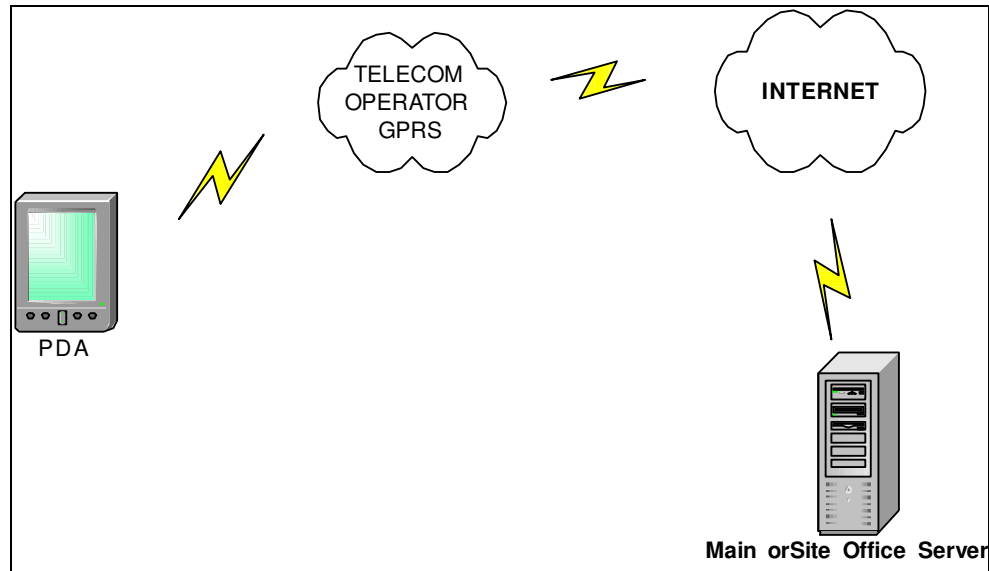 TELECOM
OPERATOR
GPRS
INTERNET
PDA
Main orSite Office Server